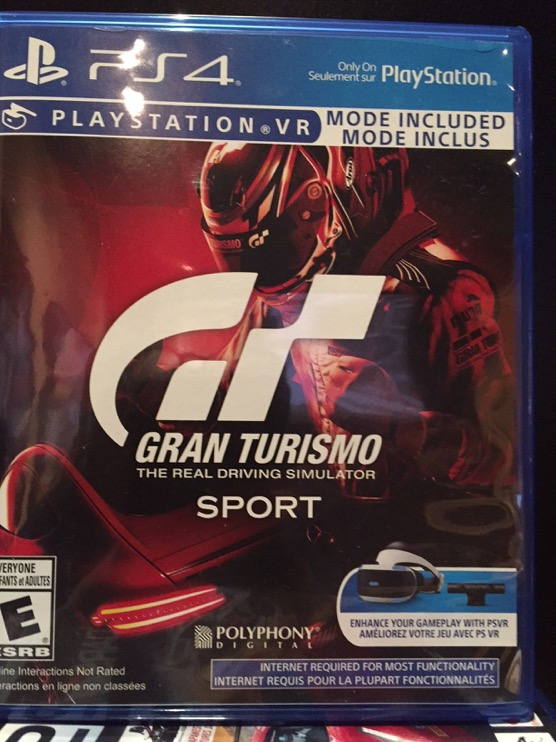 PS4
Only On
Seulement sur PlayStation
PLAYSTATION®VR
MODE INCLUDED
MODE INCLUS
GT
GRAN TURISMO
THE REAL DRIVING SIMULATOR
SPORT
VERYONE
FANTS et ADULTES
E
ESRB
ine Interactions Not Rated
eractions en ligne non classées
POLYPHONY
DIGITAL
ENHANCE YOUR GAMEPLAY WITH PSVR
AMÉLIOREZ VOTRE JEU AVEC PS VR
INTERNET REQUIRED FOR MOST FUNCTIONALITY
INTERNET REQUIS POUR LA PLUPART FONCTIONNALITÉS